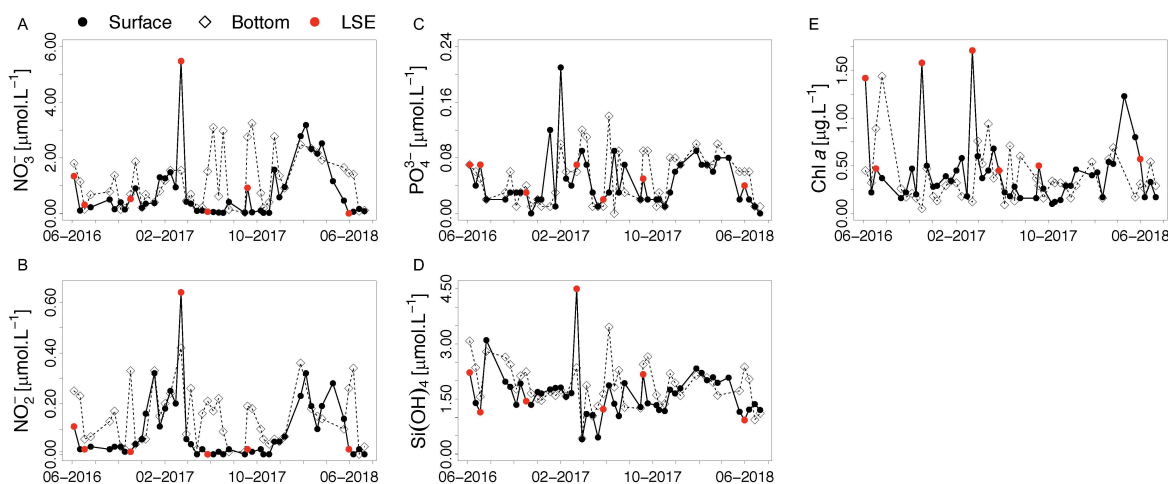 A ● Surface ◇ Bottom ● LSE
NO₃⁻ [μmol.L⁻¹]
6.00
4.00
2.00
0.00
06−2016 02−2017 10−2017 06−2018
B
NO₂⁻ [μmol.L⁻¹]
0.60
0.40
0.20
0.00
06−2016 02−2017 10−2017 06−2018
C
PO₄³⁻ [μmol.L⁻¹]
0.24
0.16
0.08
0.00
06−2016 02−2017 10−2017 06−2018
D
Si(OH)₄ [μmol.L⁻¹]
4.50
3.00
1.50
0.00
06−2016 02−2017 10−2017 06−2018
E
Chl a [μg.L⁻¹]
1.50
1.00
0.50
0.00
06−2016 02−2017 10−2017 06−2018